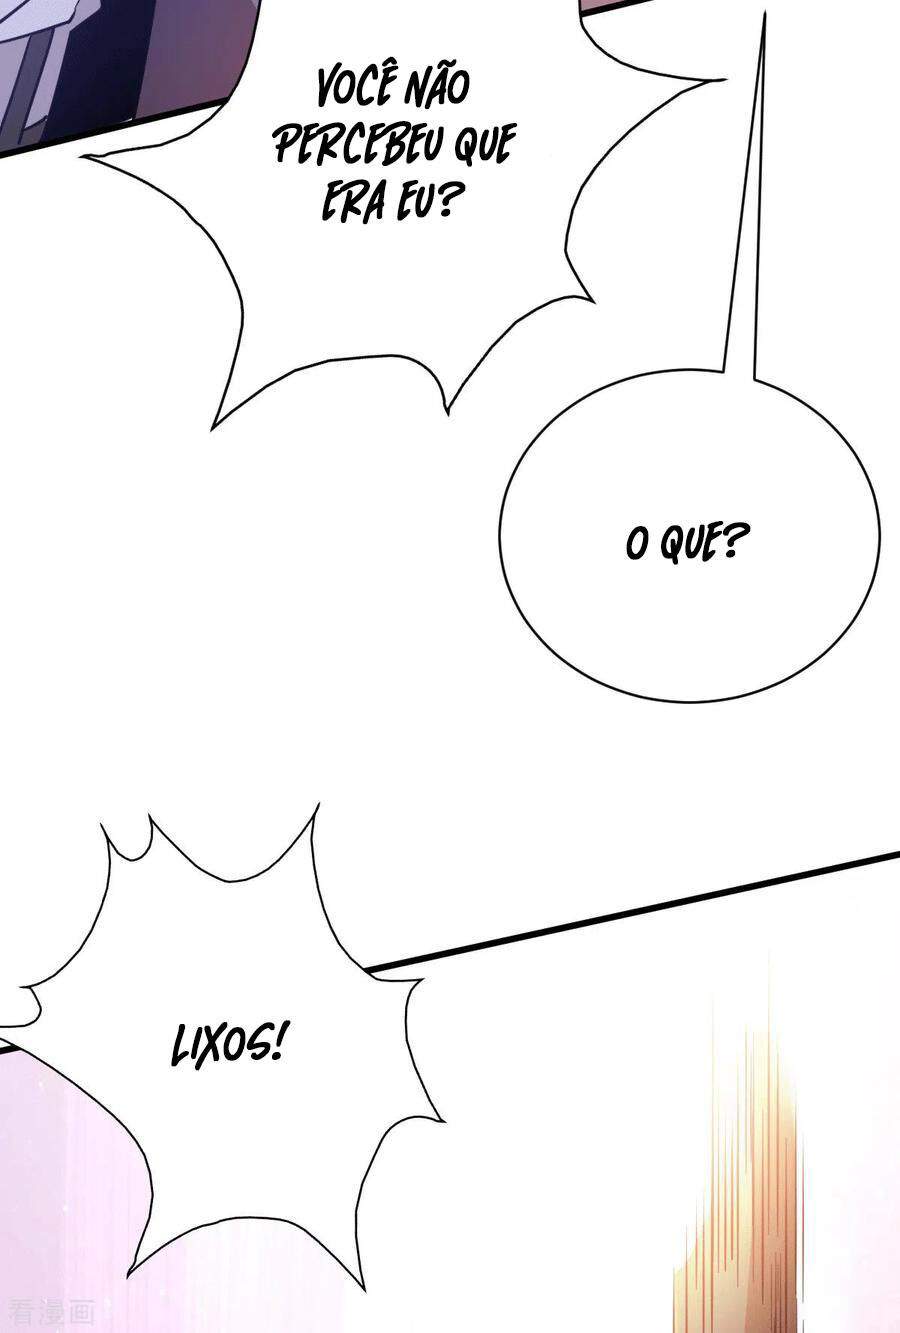 VOCÊ NÃO
PERCEBEU QUE
ERA EU?
O QUE?
LIXOS!
看漫画